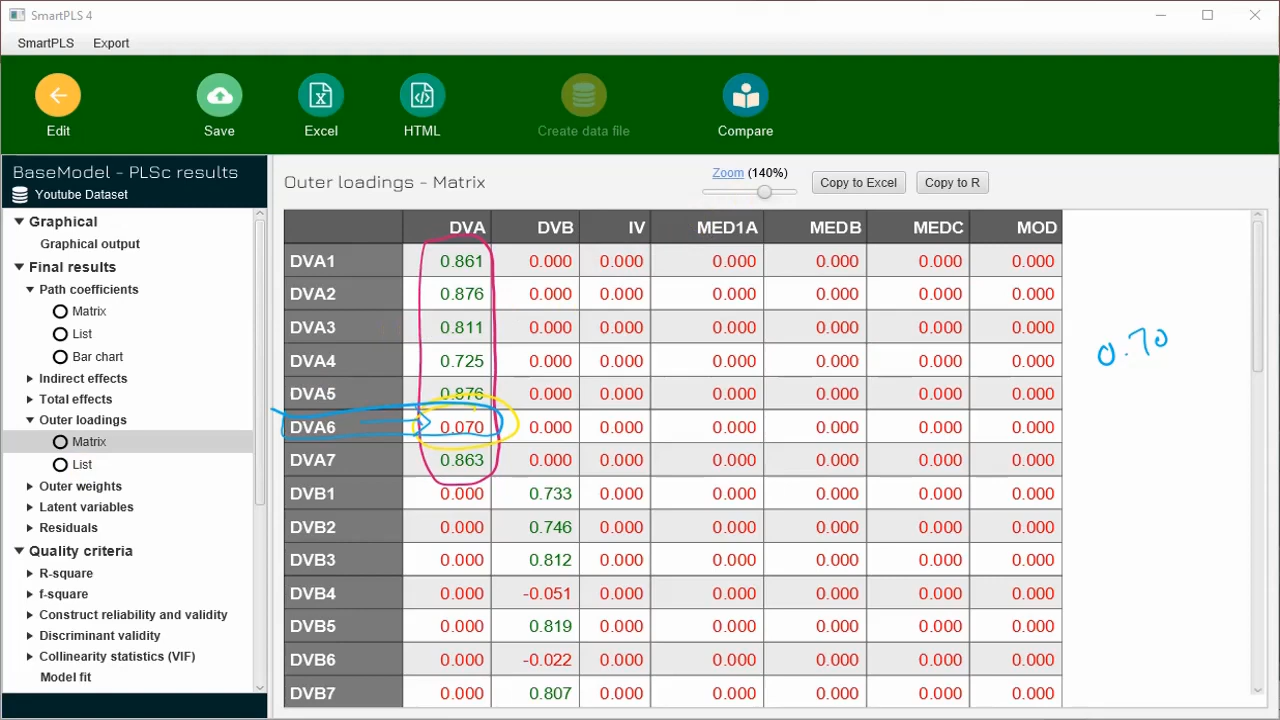 SmartPLS 4
SmartPLS Export
Edit Save Excel HTML Create data file Compare
BaseModel - PLSc results
Youtube Dataset
Graphical
Graphical output
Final results
Path coefficients
Matrix
List
Bar chart
Indirect effects
Total effects
Outer loadings
Matrix
List
Outer weights
Latent variables
Residuals
Quality criteria
R-square
f-square
Construct reliability and validity
Discriminant validity
Collinearity statistics (VIF)
Model fit
Outer loadings - Matrix
Zoom (140%)
Copy to Excel
Copy to R
DVA DVB IV MED1A MEDB MEDC MOD
DVA1 0.861 0.000 0.000 0.000 0.000 0.000 0.000
DVA2 0.876 0.000 0.000 0.000 0.000 0.000 0.000
DVA3 0.811 0.000 0.000 0.000 0.000 0.000 0.000
DVA4 0.725 0.000 0.000 0.000 0.000 0.000 0.000
DVA5 0.876 0.000 0.000 0.000 0.000 0.000 0.000
DVA6 0.070 0.000 0.000 0.000 0.000 0.000 0.000
DVA7 0.863 0.000 0.000 0.000 0.000 0.000 0.000
DVB1 0.000 0.733 0.000 0.000 0.000 0.000 0.000
DVB2 0.000 0.746 0.000 0.000 0.000 0.000 0.000
DVB3 0.000 0.812 0.000 0.000 0.000 0.000 0.000
DVB4 0.000 -0.051 0.000 0.000 0.000 0.000 0.000
DVB5 0.000 0.819 0.000 0.000 0.000 0.000 0.000
DVB6 0.000 -0.022 0.000 0.000 0.000 0.000 0.000
DVB7 0.000 0.807 0.000 0.000 0.000 0.000 0.000
0.70